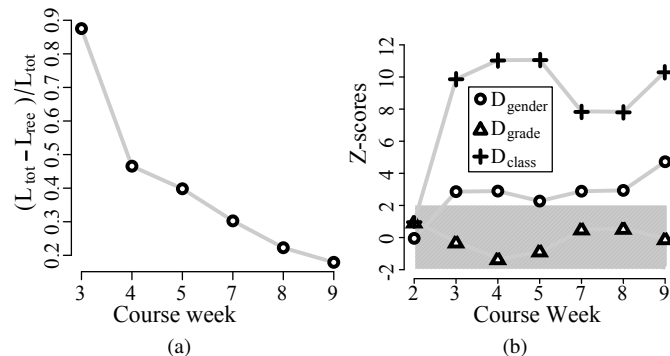 (L_tot − L_ree)/L_tot
0.9
0.8
0.7
0.6
0.5
0.4
0.3
0.2
3 4 5 7 8 9
Course week
(a)
Z-scores
12
10
8
6
4
2
0
-2
D_gender
D_grade
D_class
2 3 4 5 7 8 9
Course Week
(b)